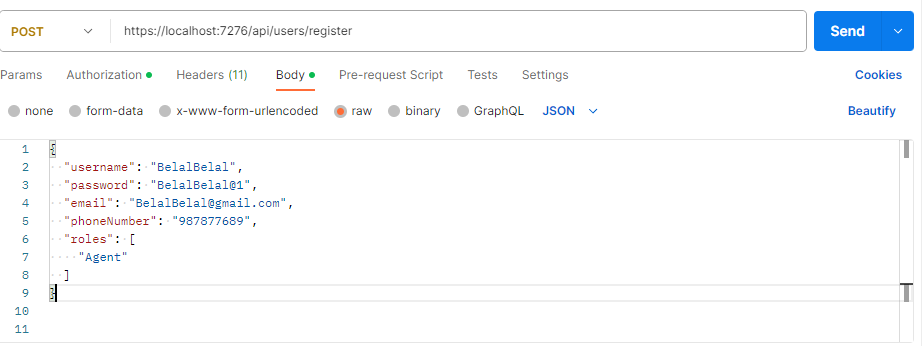 POST https://localhost:7276/api/users/register Send
Params Authorization Headers (11) Body Pre-request Script Tests Settings Cookies
none form-data x-www-form-urlencoded raw binary GraphQL JSON Beautify
1 {
2 "username": "BelalBelal",
3 "password": "BelalBelal@1",
4 "email": "BelalBelal@gmail.com",
5 "phoneNumber": "987877689",
6 "roles": [
7 "Agent"
8 ]
9 }
10
11